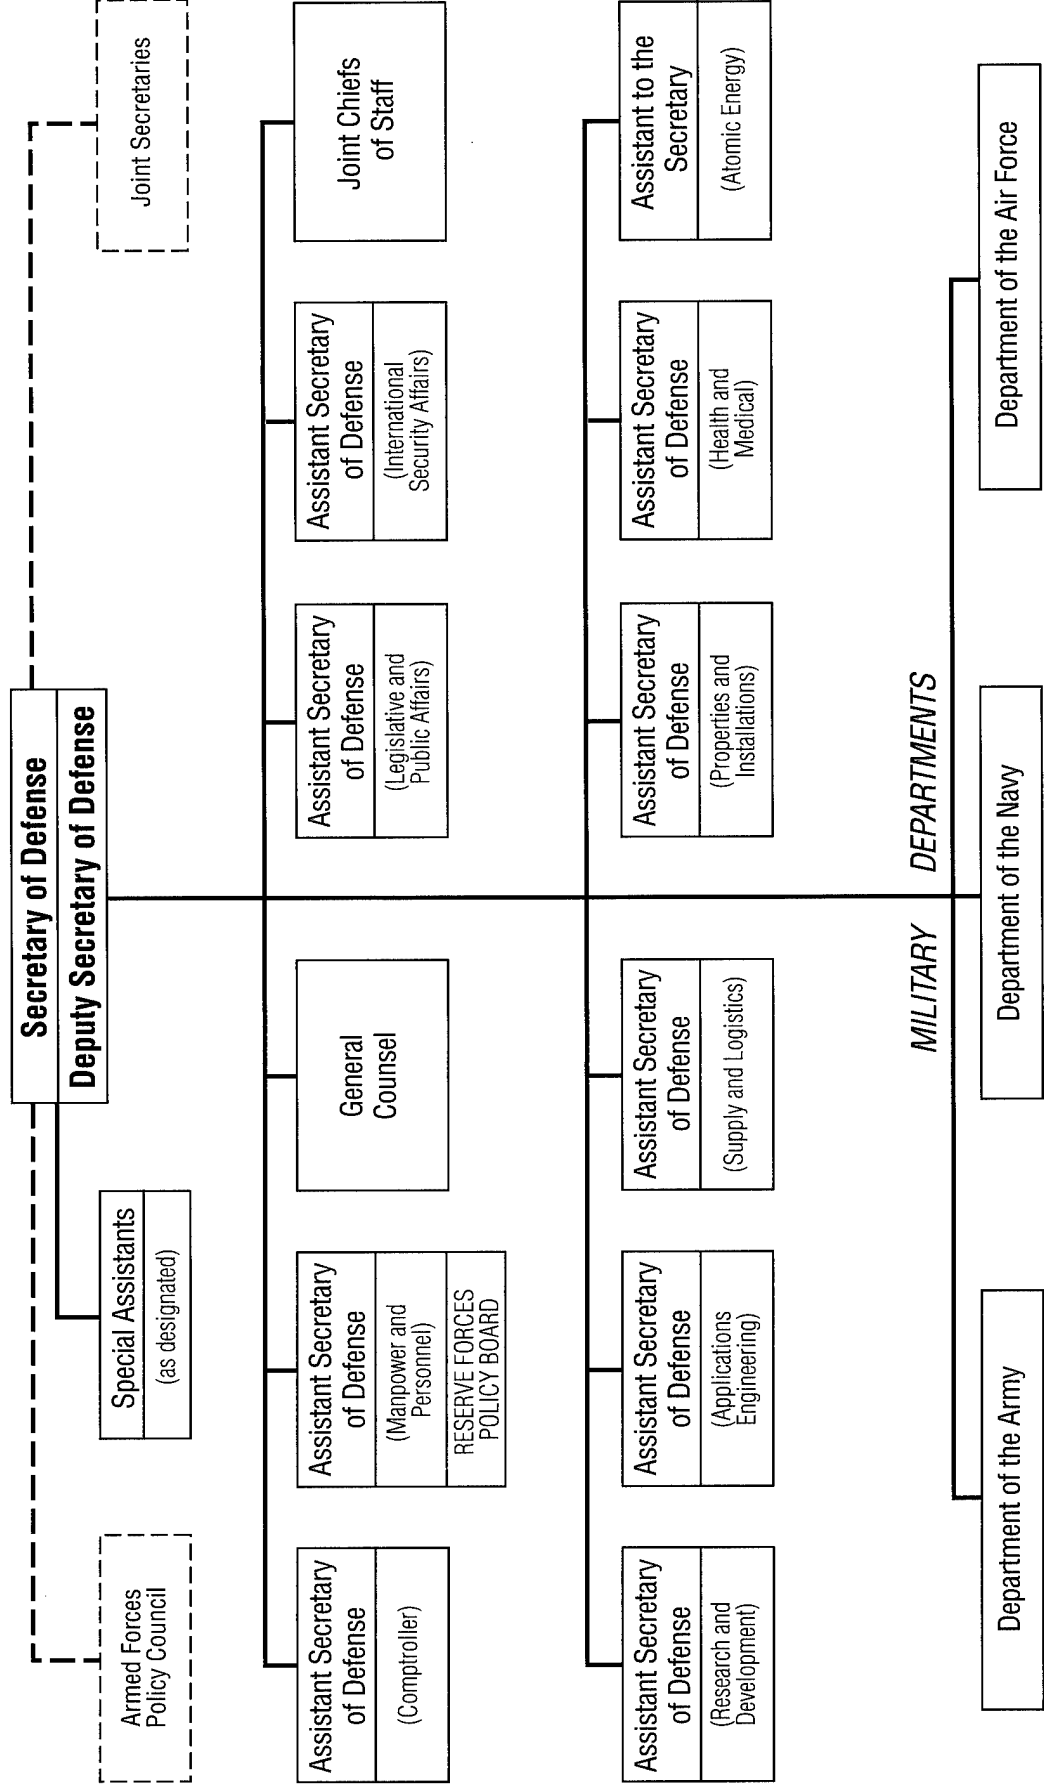 Secretary of Defense
Deputy Secretary of Defense
Armed Forces
Policy Council
Special Assistants
(as designated)
Joint Secretaries
Assistant Secretary
of Defense
(Comptroller)
Assistant Secretary
of Defense
(Manpower and
Personnel)
RESERVE FORCES
POLICY BOARD
General
Counsel
Assistant Secretary
of Defense
(Legislative and
Public Affairs)
Assistant Secretary
of Defense
(International
Security Affairs)
Joint Chiefs
of Staff
Assistant Secretary
of Defense
(Research and
Development)
Assistant Secretary
of Defense
(Applications
Engineering)
Assistant Secretary
of Defense
(Supply and Logistics)
Assistant Secretary
of Defense
(Properties and
Installations)
Assistant Secretary
of Defense
(Health and
Medical)
Assistant to the
Secretary
(Atomic Energy)
MILITARY DEPARTMENTS
Department of the Army
Department of the Navy
Department of the Air Force